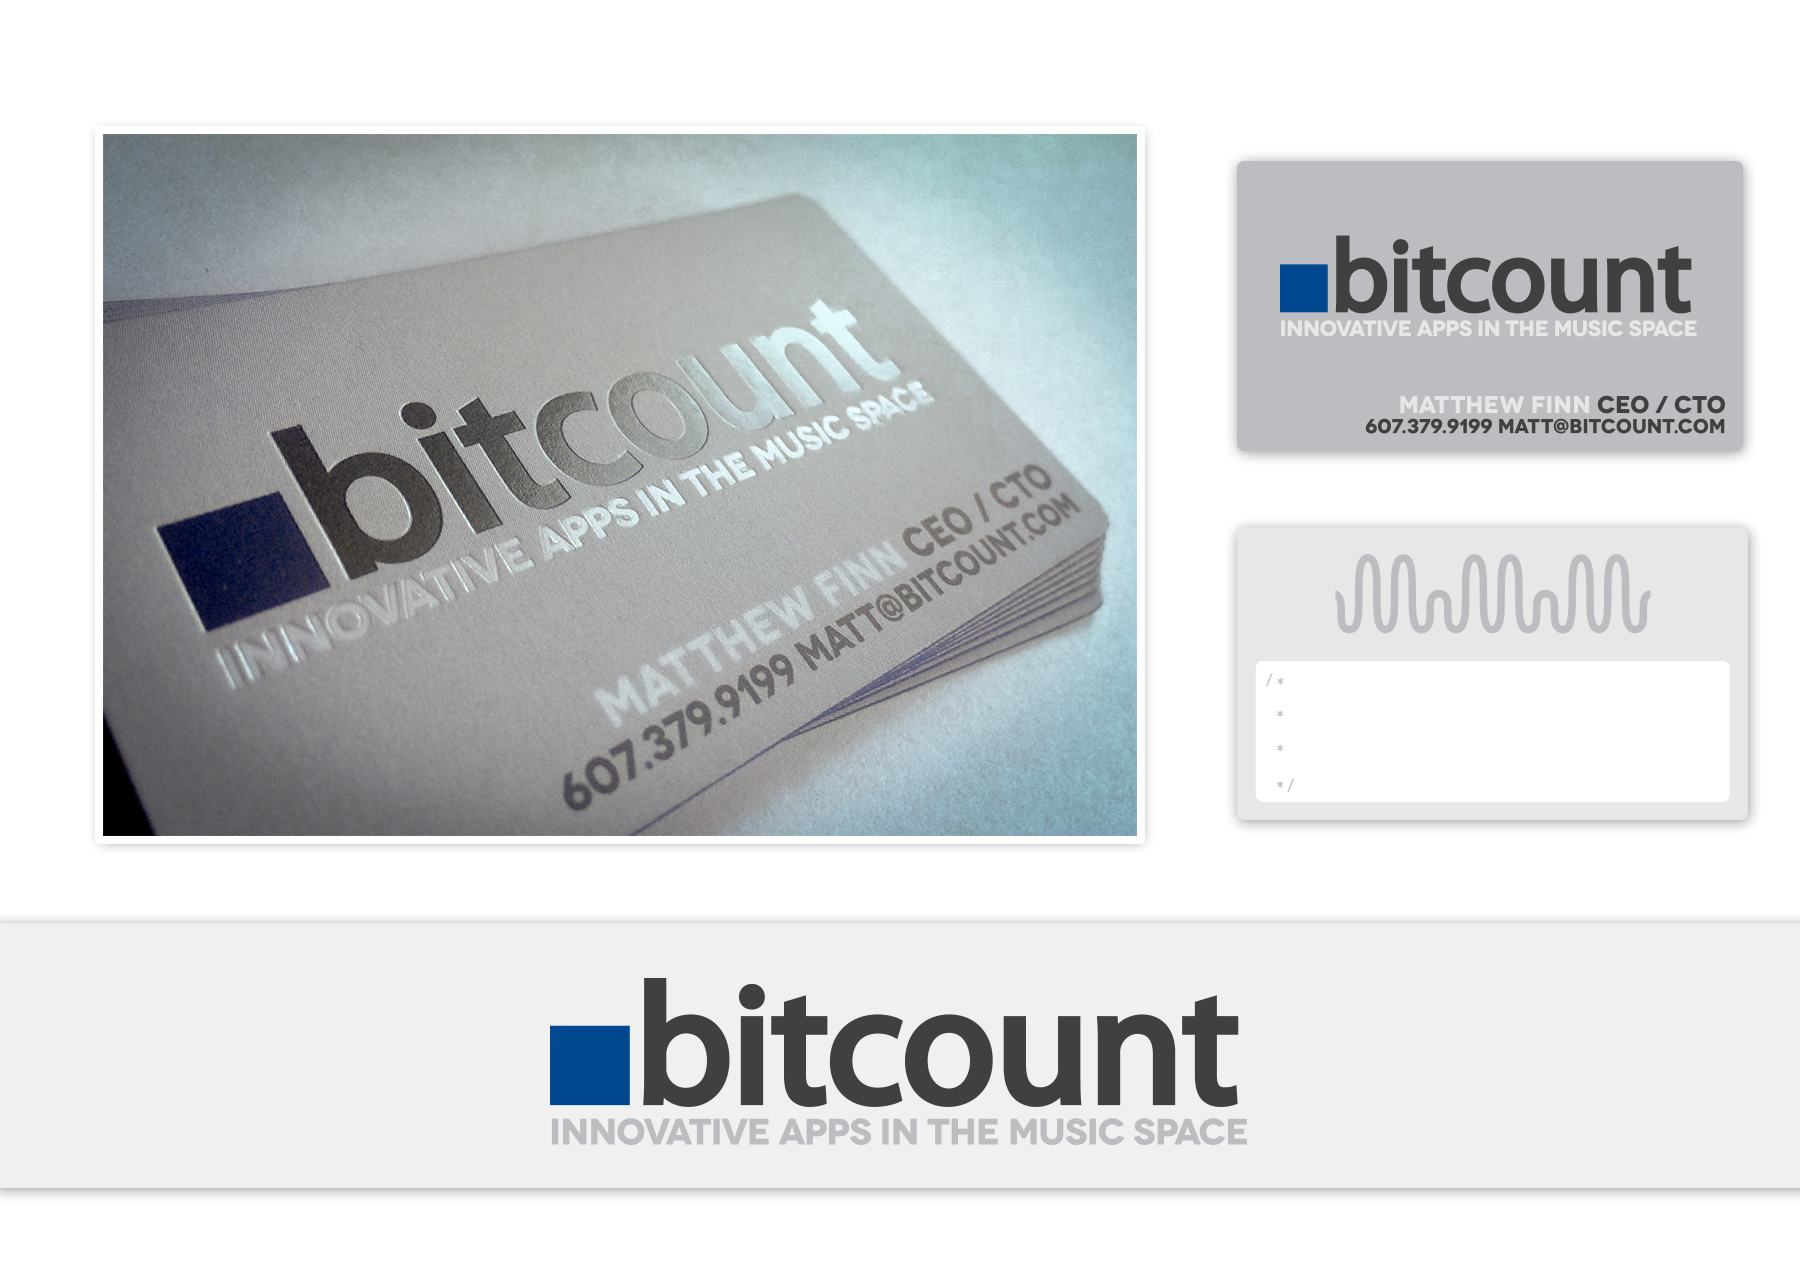 bitcount
INNOVATIVE APPS IN THE MUSIC SPACE
MATTHEW FINN CEO / CTO
607.379.9199 MATT@BITCOUNT.COM
bitcount
INNOVATIVE APPS IN THE MUSIC SPACE
MATTHEW FINN CEO / CTO
607.379.9199 MATT@BITCOUNT.COM
/*
*
*
*/
bitcount
INNOVATIVE APPS IN THE MUSIC SPACE